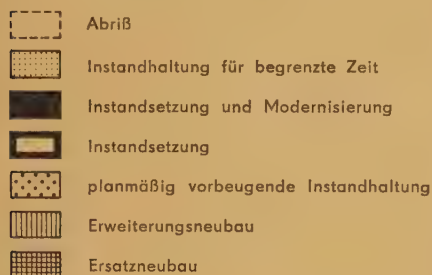 Abriß
Instandhaltung für begrenzte Zeit
Instandsetzung und Modernisierung
Instandsetzung
planmäßig vorbeugende Instandhaltung
Erweiterungsneubau
Ersatzneubau